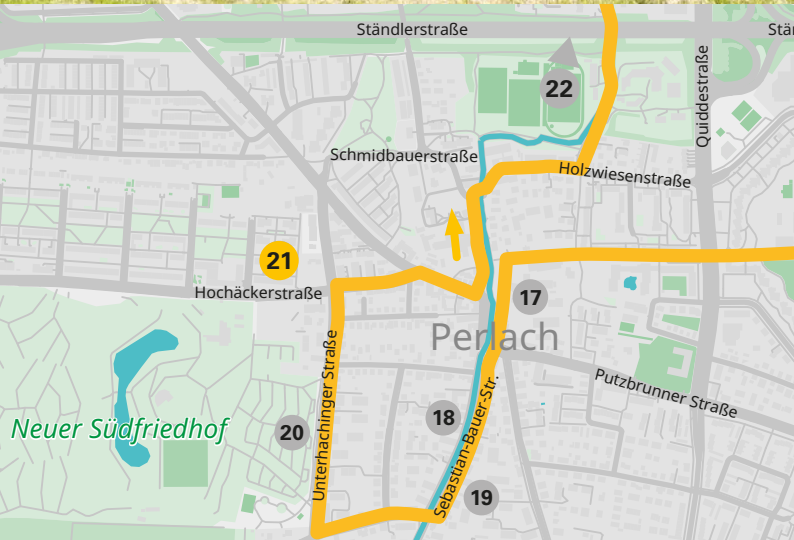 Ständlerstraße
Stän
22
Quiddestraße
Schmidbauerstraße
Holzwiesenstraße
21
Hochäckerstraße
17
Perlach
Unterhachinger Straße
Putzbrunner Straße
18
Sebastian-Bauer-Str.
Neuer Südfriedhof
20
19